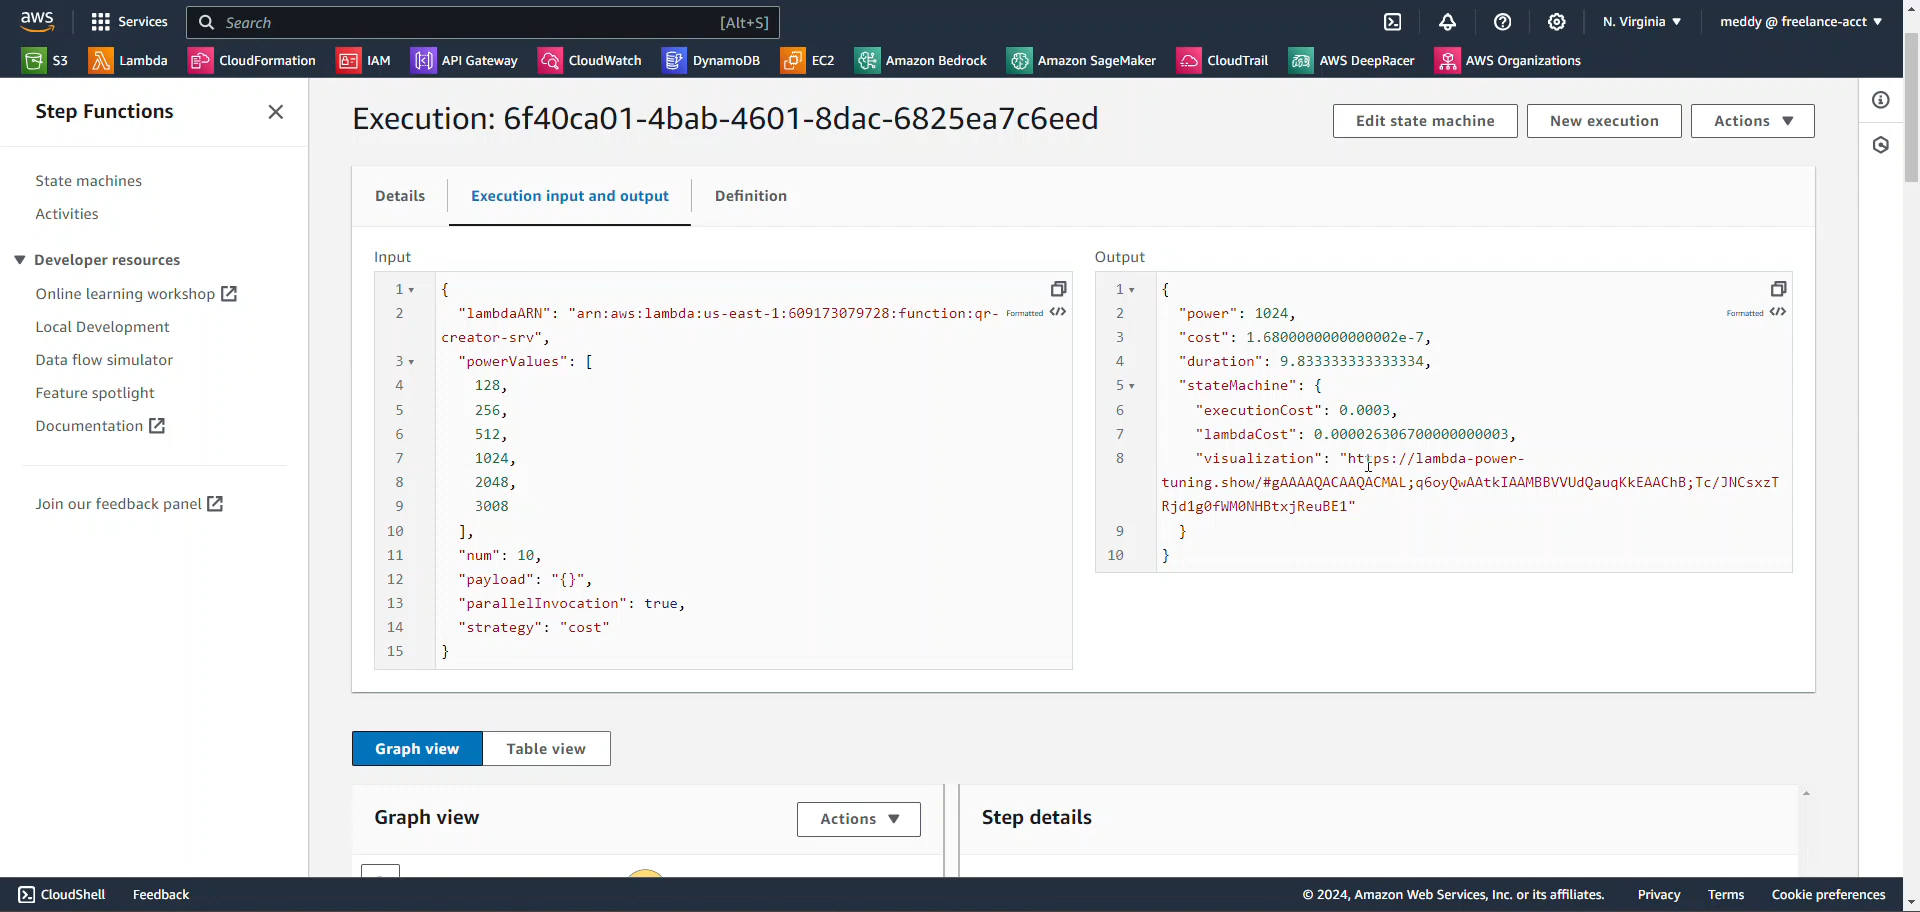 aws
Services
Search
[Alt+S]
N. Virginia ▼
meddy @ freelance-acct ▼
S3
Lambda
CloudFormation
IAM
API Gateway
CloudWatch
DynamoDB
EC2
Amazon Bedrock
Amazon SageMaker
CloudTrail
AWS DeepRacer
AWS Organizations
Step Functions
State machines
Activities
Developer resources
Online learning workshop
Local Development
Data flow simulator
Feature spotlight
Documentation
Join our feedback panel
Execution: 6f40ca01-4bab-4601-8dac-6825ea7c6eed
Edit state machine
New execution
Actions ▼
Details
Execution input and output
Definition
Input
1 {
2 "lambdaARN": "arn:aws:lambda:us-east-1:609173079728:function:qr-
creator-srv",
3 "powerValues": [
4 128,
5 256,
6 512,
7 1024,
8 2048,
9 3008
10 ],
11 "num": 10,
12 "payload": "{}",
13 "parallelInvocation": true,
14 "strategy": "cost"
15 }
Formatted </>
Output
1 {
2 "power": 1024,
3 "cost": 1.6800000000000002e-7,
4 "duration": 9.833333333333334,
5 "stateMachine": {
6 "executionCost": 0.0003,
7 "lambdaCost": 0.000026306700000000003,
8 "visualization": "https://lambda-power-
tuning.show/#gAAAAQACAAQACMAL;q6oyQwAAtkIAAMBBVVUdQauqKkEAAChB;Tc/JNCsxzT
Rjd1g0fWM0NHBtxjReuBE1"
9 }
10 }
Formatted </>
Graph view
Table view
Graph view
Actions ▼
Step details
CloudShell
Feedback
© 2024, Amazon Web Services, Inc. or its affiliates.
Privacy
Terms
Cookie preferences